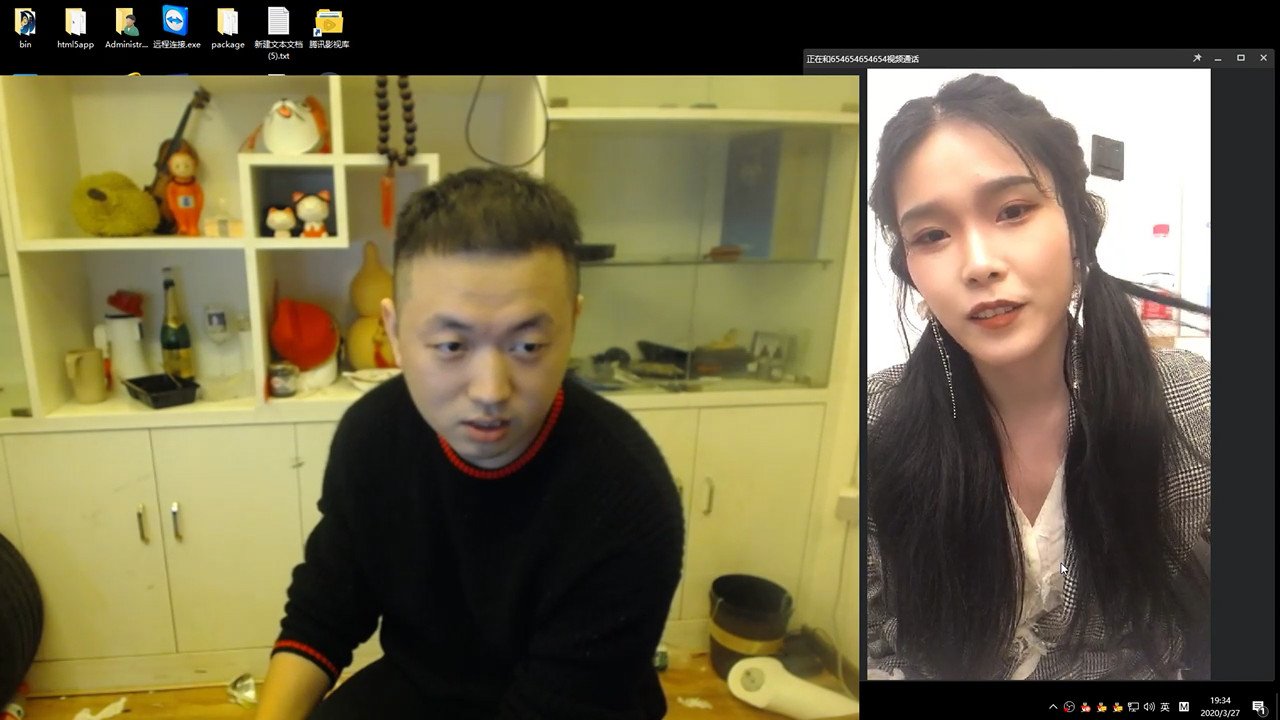 bin
html5app
Administr...
远程连接.exe
package
新建文本文档
(5).txt
腾讯影视库
正在和654654654654视频通话
英
M
19:34
2020/3/27
1